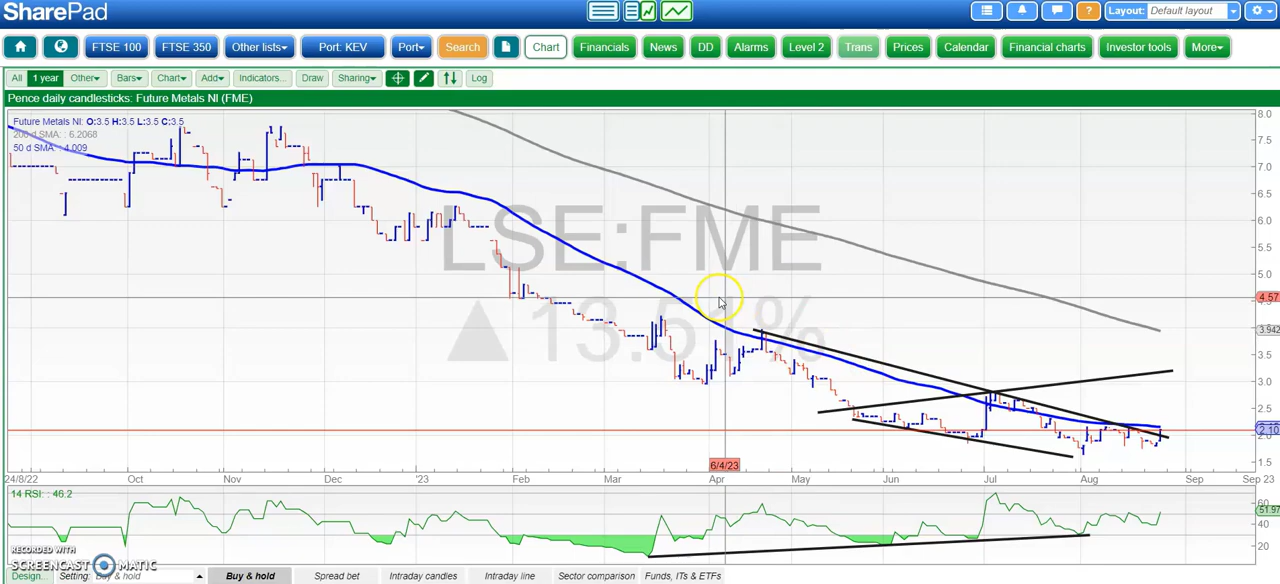 SharePad
Layout: Default layout
FTSE 100 FTSE 350 Other lists Port: KEV Port Search Chart Financials News DD Alarms Level 2 Trans Prices Calendar Financial charts Investor tools More
All 1 year Other Bars Chart Add Indicators... Draw Sharing Log
Pence daily candlesticks: Future Metals NI (FME)
Future Metals NI: O:3.5 H:3.5 L:3.5 C:3.5
200 d SMA: : 6.2068
50 d SMA: : 4.009
LSE:FME
▲13.51%
8.0
7.5
7.0
6.5
6.0
5.5
5.0
4.57
3.942
3.0
2.5
2.10
1.5
6/4/23
24/8/22 Oct Nov Dec '23 Feb Mar Apr May Jun Jul Aug Sep Sep 23
14 RSI: : 46.2
60
51.97
40
20
RECORDED WITH
SCREENCAST MATIC
Design... Setting: Buy & hold Buy & hold Spread bet Intraday candles Intraday line Sector comparison Funds, ITs & ETFs